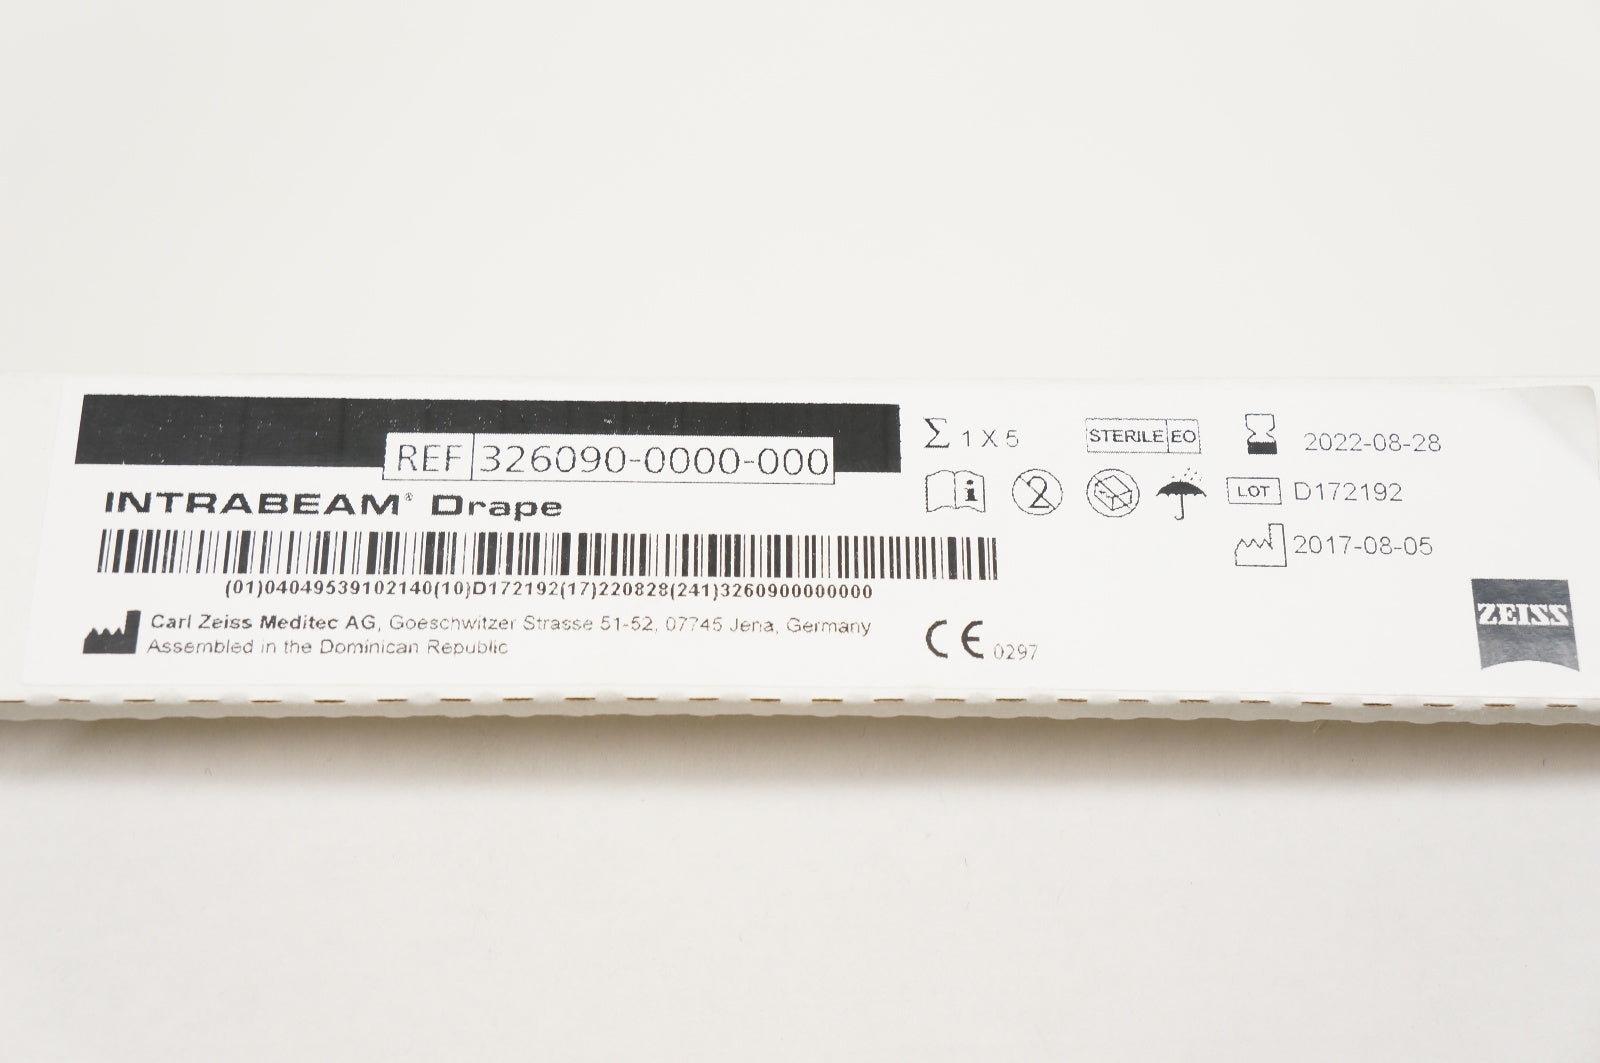 REF 326090-0000-000
INTRABEAM® Drape
(01)04049539102140(10)D172192(17)220828(241)3260900000000
Carl Zeiss Meditec AG, Goeschwitzer Strasse 51-52, 07745 Jena, Germany
Assembled in the Dominican Republic
Σ 1 X 5
STERILE EO
2022-08-28
i
2
LOT D172192
2017-08-05
CE 0297
ZEISS